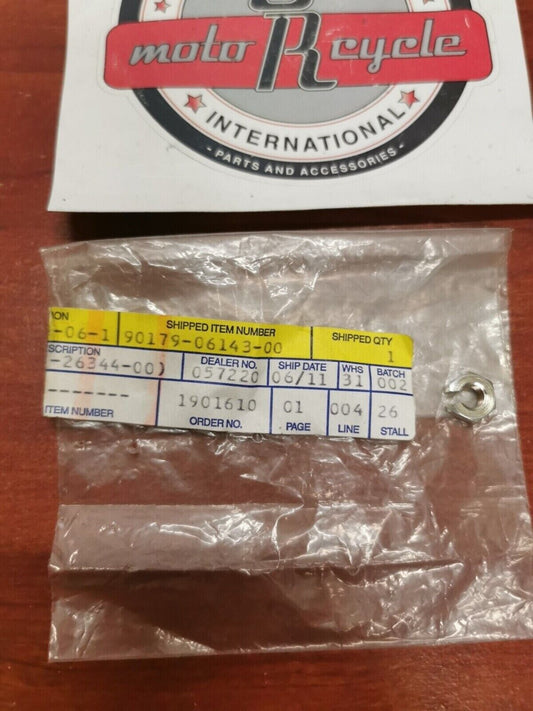 motoRcycle
INTERNATIONAL
- PARTS AND ACCESSORIES -
ION SHIPPED ITEM NUMBER SHIPPED QTY
-06-1 90179-06143-00 1
SCRIPTION DEALER NO. SHIP DATE WHS BATCH
-26344-00) 057220 06/11 31 002
------- 1901610 01 004 26
ITEM NUMBER ORDER NO. PAGE LINE STALL